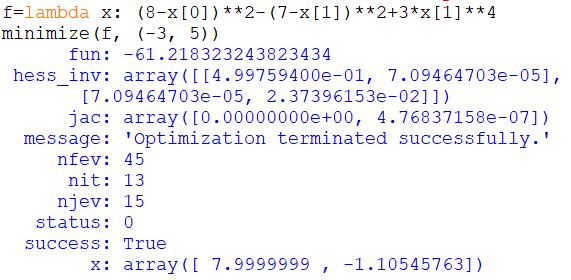 f=lambda x: (8-x[0])**2-(7-x[1])**2+3*x[1]**4
minimize(f, (-3, 5))
fun: -61.218323243823434
hess_inv: array([[4.99759400e-01, 7.09464703e-05],
[7.09464703e-05, 2.37396153e-02]])
jac: array([0.00000000e+00, 4.76837158e-07])
message: 'Optimization terminated successfully.'
nfev: 45
nit: 13
njev: 15
status: 0
success: True
x: array([ 7.9999999 , -1.10545763])